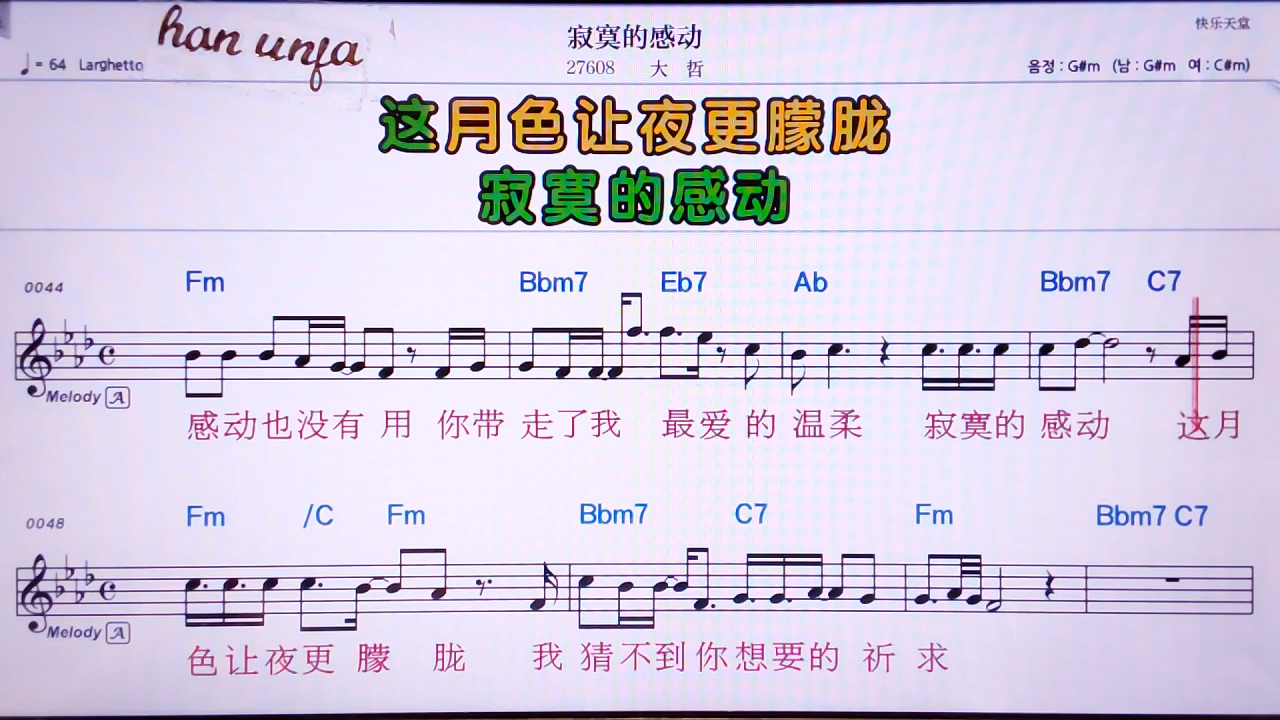 han unfa
寂寞的感动
快乐天堂
♩= 64 Larghetto
27608 大 哲
음정 : G#m (남 : G#m 여 : C#m)
这月色让夜更朦胧
寂寞的感动
0044
Fm Bbm7 Eb7 Ab Bbm7 C7
Melody A
感动也没有 用 你带 走了我 最爱 的 温柔 寂寞的 感动 这月
0048
Fm /C Fm Bbm7 C7 Fm Bbm7 C7
Melody A
色让夜更 朦 胧 我 猜不到你想要的 祈 求